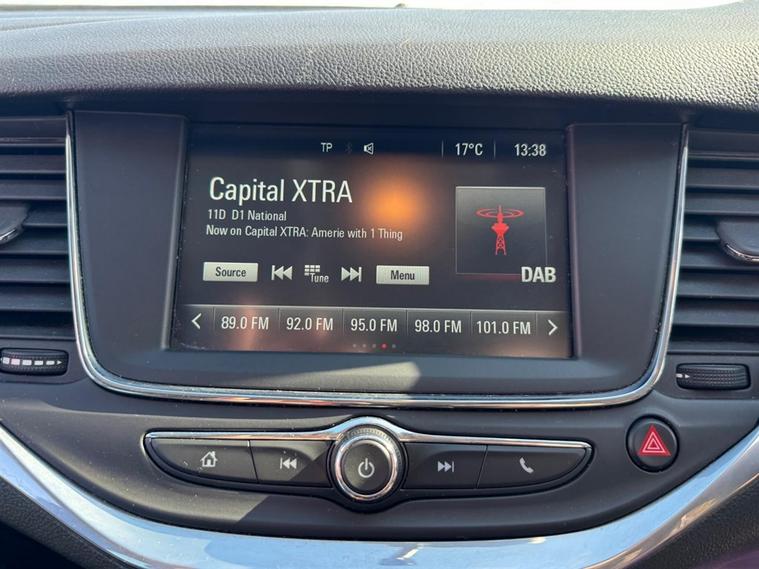 TP 17°C 13:38
Capital XTRA
11D D1 National
Now on Capital XTRA: Amerie with 1 Thing
Source Tune Menu
DAB
89.0 FM 92.0 FM 95.0 FM 98.0 FM 101.0 FM